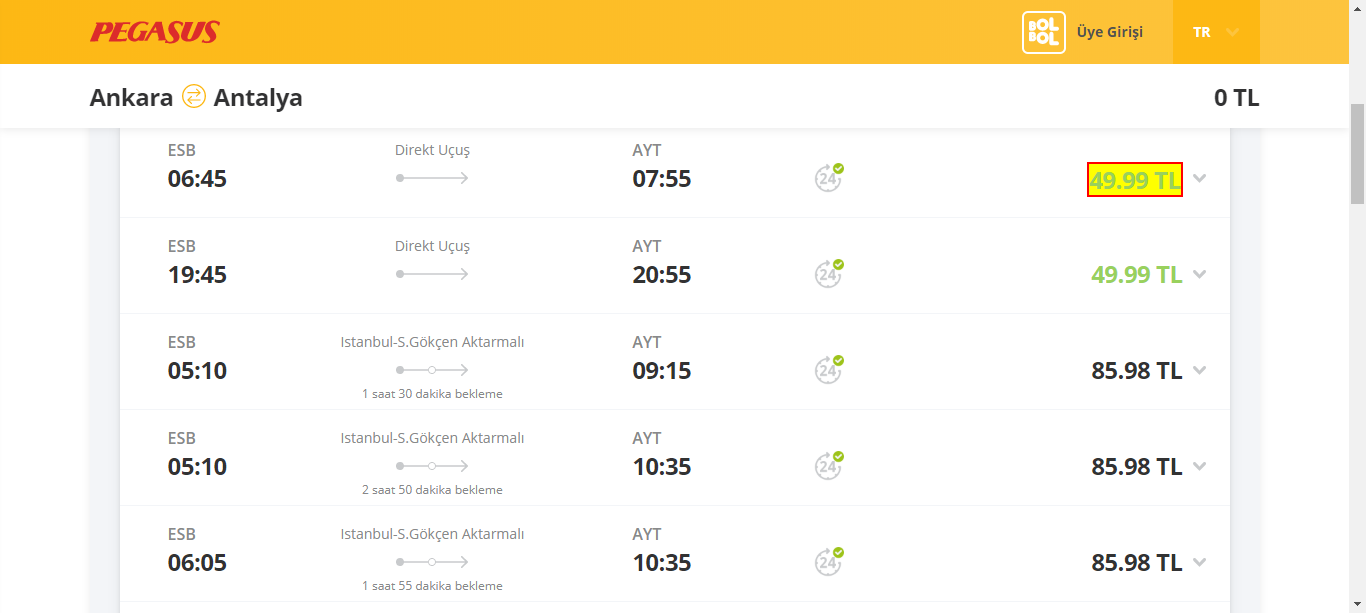 PEGASUS
BOL BOL Üye Girişi TR
Ankara Antalya 0 TL
ESB Direkt Uçuş AYT
06:45 07:55 24 49.99 TL
ESB Direkt Uçuş AYT
19:45 20:55 24 49.99 TL
ESB Istanbul-S.Gökçen Aktarmalı AYT
05:10 09:15 24 85.98 TL
1 saat 30 dakika bekleme
ESB Istanbul-S.Gökçen Aktarmalı AYT
05:10 10:35 24 85.98 TL
2 saat 50 dakika bekleme
ESB Istanbul-S.Gökçen Aktarmalı AYT
06:05 10:35 24 85.98 TL
1 saat 55 dakika bekleme